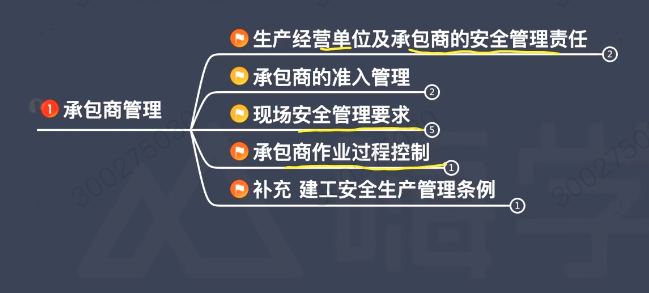 生产经营单位及承包商的安全管理责任
2
承包商的准入管理
2
1 承包商管理
现场安全管理要求
5
承包商作业过程控制
1
补充 建工安全生产管理条例
1